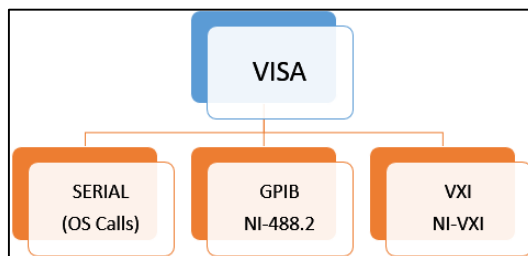 VISA
SERIAL
(OS Calls)
GPIB
NI-488.2
VXI
NI-VXI